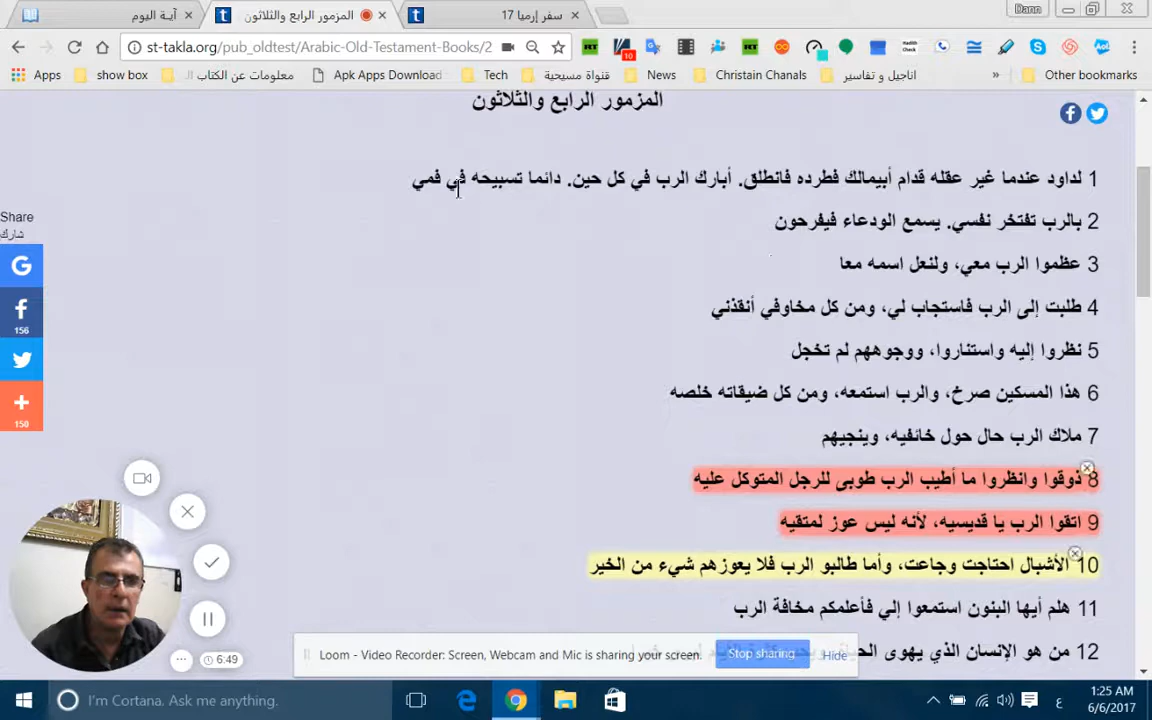 آيـة اليوم
المزمور الرابع والثلاثون
سفر إرميا 17
Dann
st-takla.org/pub_oldtest/Arabic-Old-Testament-Books/2
Apps
show box
معلومات عن الكتاب الـ
Apk Apps Download
Tech
قنواة مسيحية
News
Christain Chanals
اناجيل و تفاسير
»
Other bookmarks
المزمور الرابع والثلاثون
1 لداود عندما غير عقله قدام أبيمالك فطرده فانطلق. أبارك الرب في كل حين. دائما تسبيحه في فمي
2 بالرب تفتخر نفسي. يسمع الودعاء فيفرحون
3 عظموا الرب معي، ولنعل اسمه معا
4 طلبت إلى الرب فاستجاب لي، ومن كل مخاوفي أنقذني
5 نظروا إليه واستناروا، ووجوههم لم تخجل
6 هذا المسكين صرخ، والرب استمعه، ومن كل ضيقاته خلصه
7 ملاك الرب حال حول خائفيه، وينجيهم
8 ذوقوا وانظروا ما أطيب الرب طوبى للرجل المتوكل عليه
9 اتقوا الرب يا قديسيه، لأنه ليس عوز لمتقيه
10 الأشبال احتاجت وجاعت، وأما طالبو الرب فلا يعوزهم شيء من الخير
11 هلم أيها البنون استمعوا إلي فأعلمكم مخافة الرب
12 من هو الإنسان الذي يهوى
Share
شارك
156
150
6:49
Loom - Video Recorder: Screen, Webcam and Mic is sharing your screen.
Stop sharing
Hide
I'm Cortana. Ask me anything.
ع
1:25 AM
6/6/2017